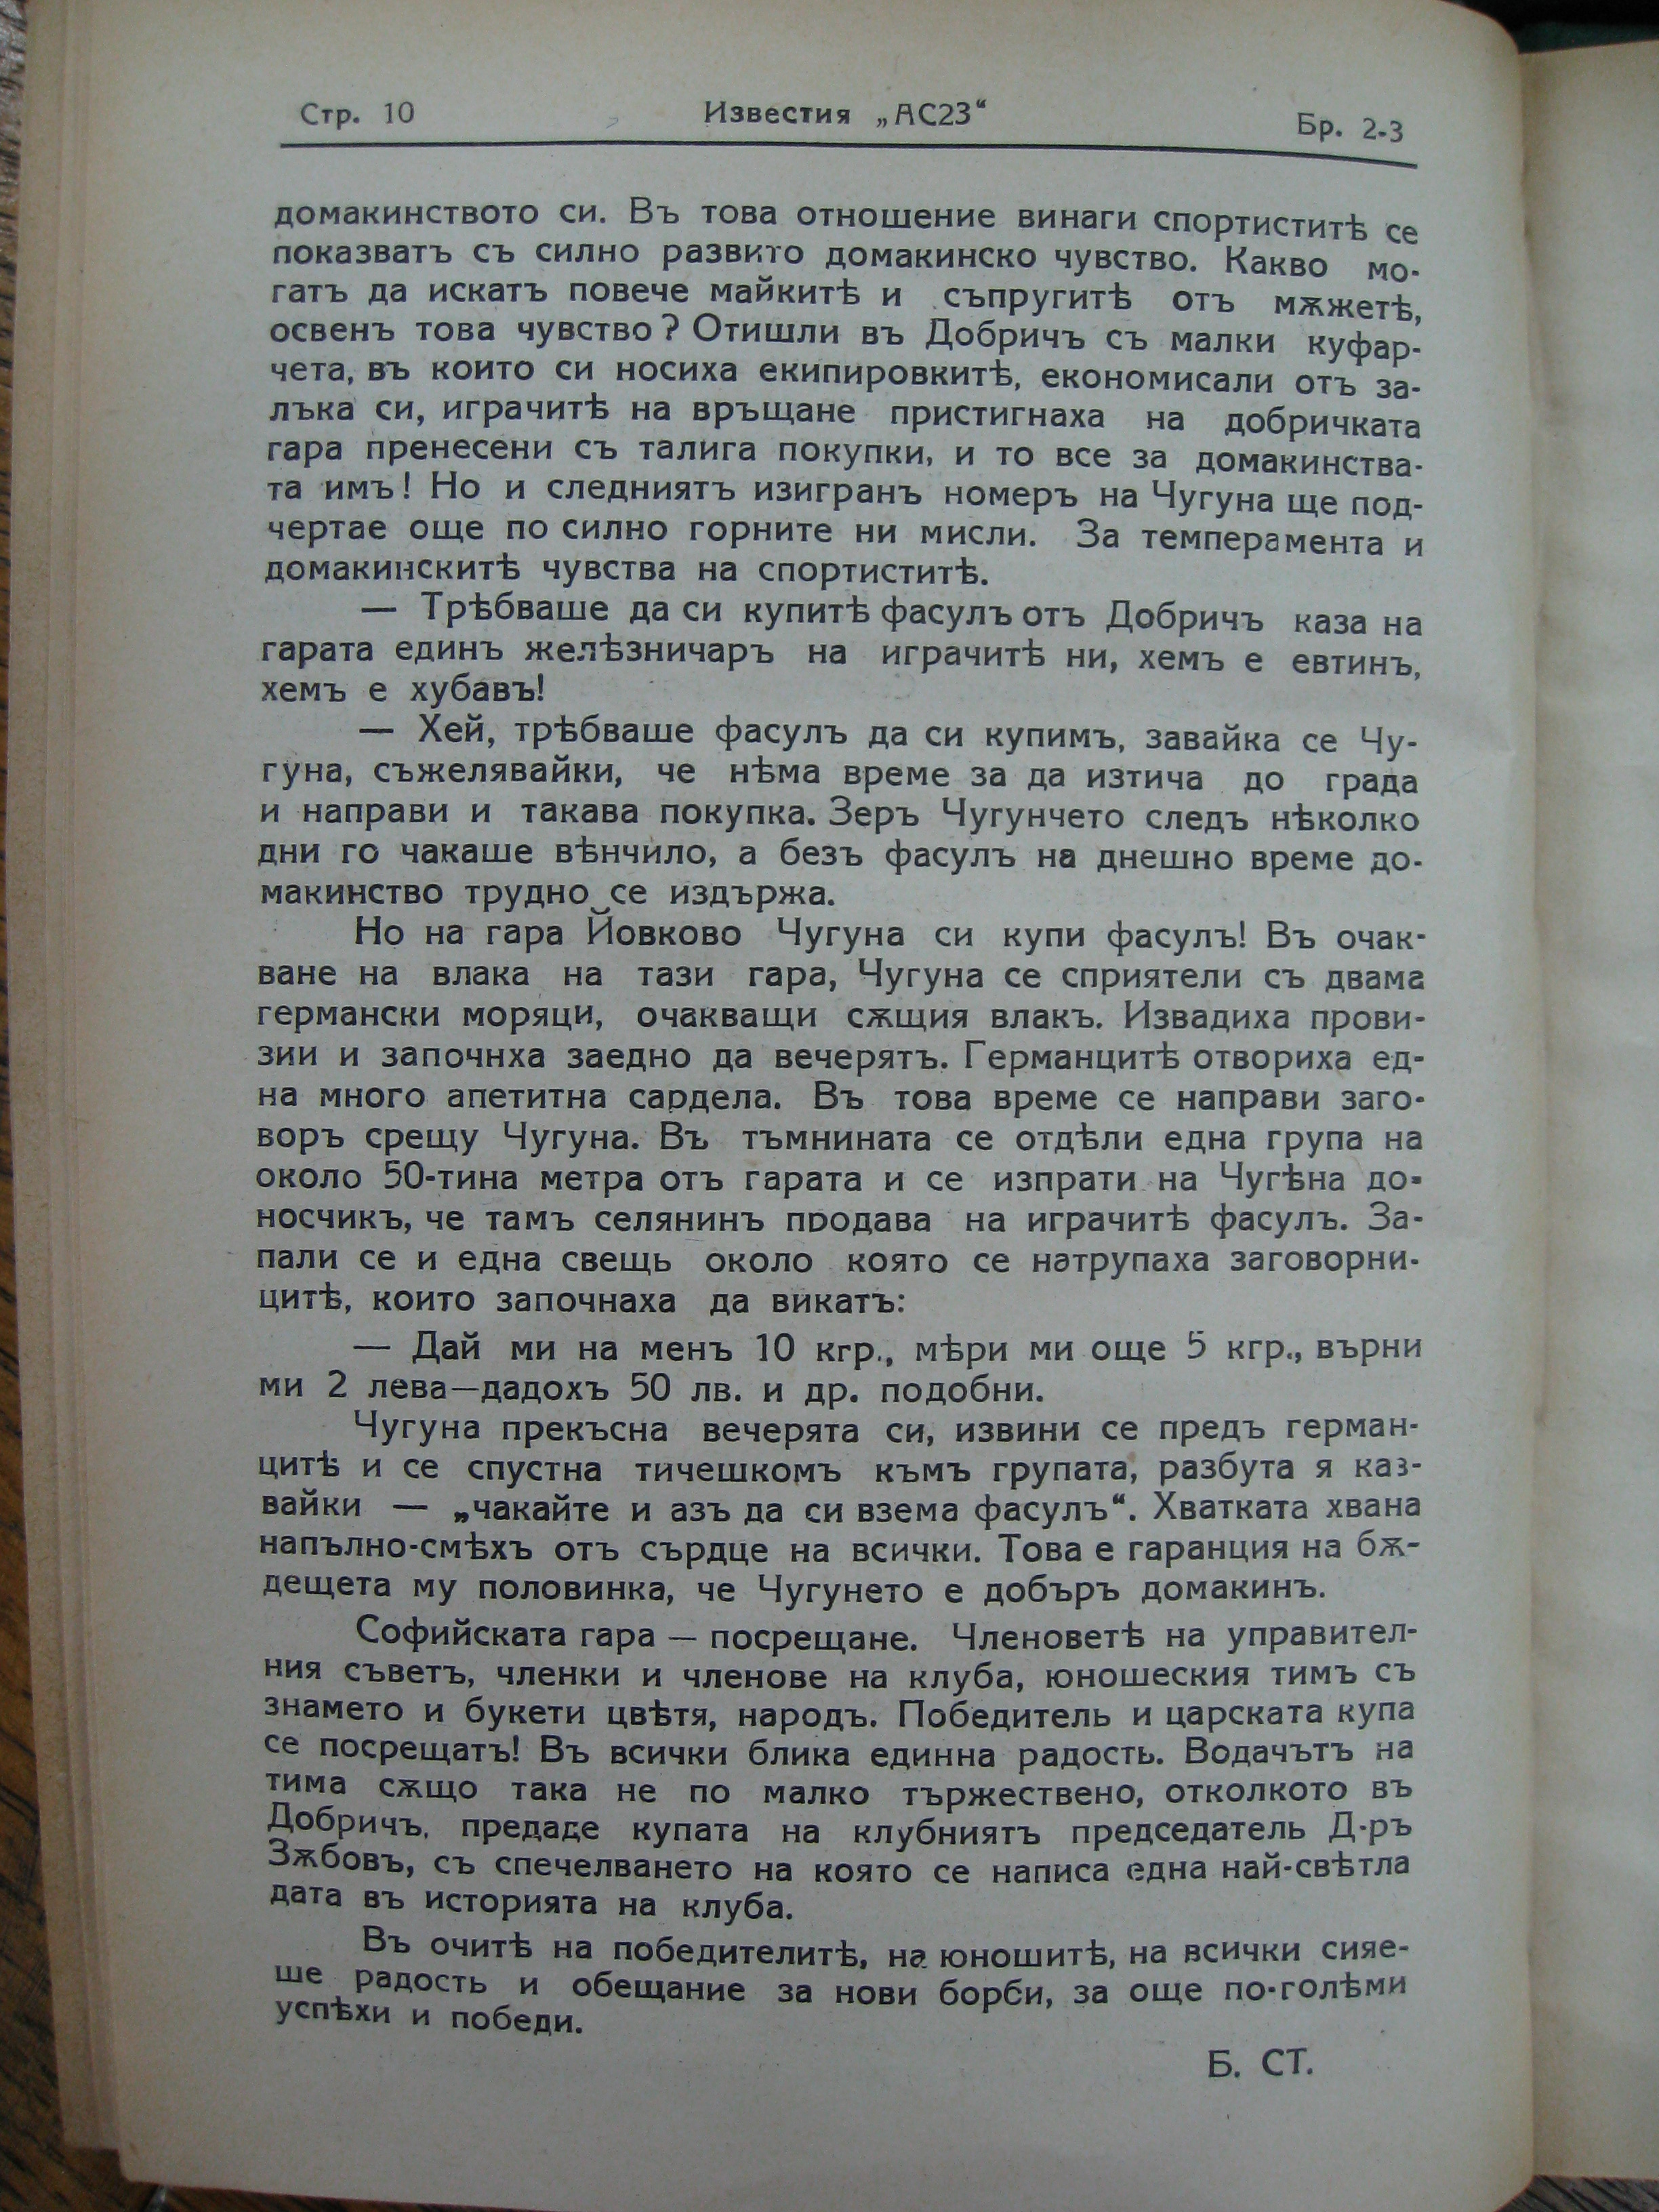 Стр. 10 Известия „АС23“ Бр. 2-3
домакинството си. Въ това отношение винаги спортиститѣ се
показватъ съ силно развито домакинско чувство. Какво мо-
гатъ да искатъ повече майкитѣ и съпругитѣ отъ мѫжетѣ,
освенъ това чувство? Отишли въ Добричъ съ малки куфар-
чета, въ които си носиха екипировкитѣ, економисали отъ за-
лъка си, играчитѣ на връщане пристигнаха на добричката
гара пренесени съ талига покупки, и то все за домакинства-
та имъ! Но и следниятъ изигранъ номеръ на Чугуна ще под-
чертае още по силно горните ни мисли. За темперамента и
домакинскитѣ чувства на спортиститѣ.
— Трѣбваше да си купитѣ фасулъ отъ Добричъ каза на
гарата единъ желѣзничаръ на играчитѣ ни, хемъ е евтинъ,
хемъ е хубавъ!
— Хей, трѣбваше фасулъ да си купимъ, завайка се Чу-
гуна, съжелявайки, че нѣма време за да изтича до града
и направи и такава покупка. Зеръ Чугунчето следъ нѣколко
дни го чакаше вѣнчило, а безъ фасулъ на днешно време до-
макинство трудно се издържа.
Но на гара Йовково Чугуна си купи фасулъ! Въ очак-
ване на влака на тази гара, Чугуна се сприятели съ двама
германски моряци, очакващи сѫщия влакъ. Извадиха прови-
зии и започнха заедно да вечерятъ. Германцитѣ отвориха ед-
на много апетитна сардела. Въ това време се направи заго-
воръ срещу Чугуна. Въ тъмнината се отдѣли една група на
около 50-тина метра отъ гарата и се изпрати на Чугѣна до-
носчикъ, че тамъ селянинъ продава на играчитѣ фасулъ. За-
пали се и една свещь около която се натрупаха заговорни-
цитѣ, които започнаха да викатъ:
— Дай ми на менъ 10 кгр., мѣри ми още 5 кгр., върни
ми 2 лева—дадохъ 50 лв. и др. подобни.
Чугуна прекъсна вечерята си, извини се предъ герман-
цитѣ и се спустна тичешкомъ къмъ групата, разбута я каз-
вайки — „чакайте и азъ да си взема фасулъ“. Хватката хвана
напълно-смѣхъ отъ сърдце на всички. Това е гаранция на бѫ-
дещета му половинка, че Чугунето е добъръ домакинъ.
Софийската гара — посрещане. Членоветѣ на управител-
ния съветъ, членки и членове на клуба, юношеския тимъ съ
знамето и букети цвѣтя, народъ. Победитель и царската купа
се посрещатъ! Въ всички блика единна радость. Водачътъ на
тима сѫщо така не по малко тържествено, отколкото въ
Добричъ, предаде купата на клубниятъ председатель Д-ръ
Зѫбовъ, съ спечелването на която се написа една най-свѣтла
дата въ историята на клуба.
Въ очитѣ на победителитѣ, на юношитѣ, на всички сияе-
ше радость и обещание за нови борби, за още по-голѣми
успѣхи и победи.
Б. СТ.